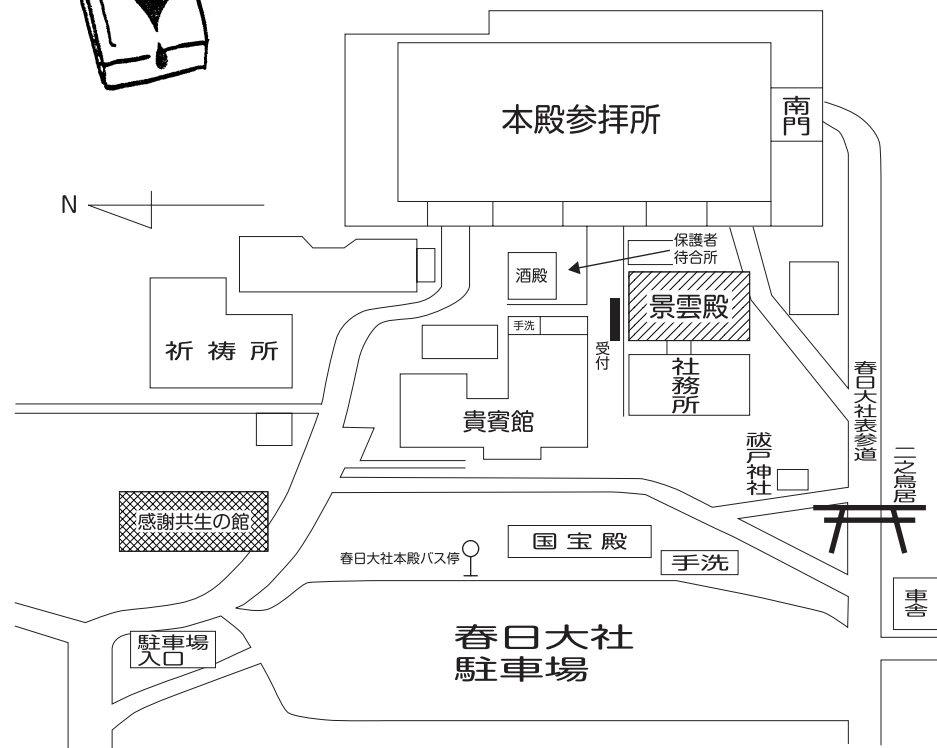 本殿参拝所
南門
N
保護者
待合所
酒殿
景雲殿
手洗
受付
祈祷所
社務所
貴賓館
春日大社表参道
祓戸神社
二之鳥居
感謝共生の館
国宝殿
春日大社本殿バス停
手洗
車舎
駐車場
入口
春日大社
駐車場